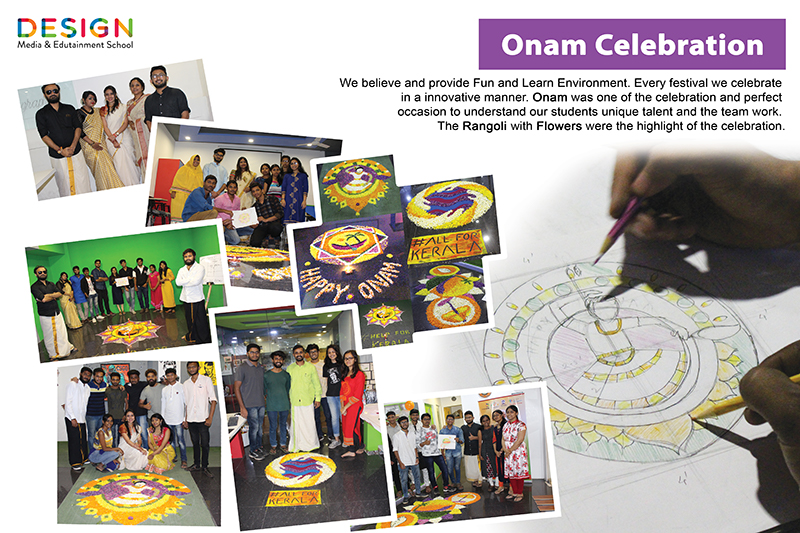 DESIGN
Media & Edutainment School
Onam Celebration
We believe and provide Fun and Learn Environment. Every festival we celebrate
in a innovative manner. Onam was one of the celebration and perfect
occasion to understand our students unique talent and the team work.
The Rangoli with Flowers were the highlight of the celebration.
#ALL FOR
KERALA
HAPPY ONAM
HELP FOR
KERALA
#ALL FOR
KERALA